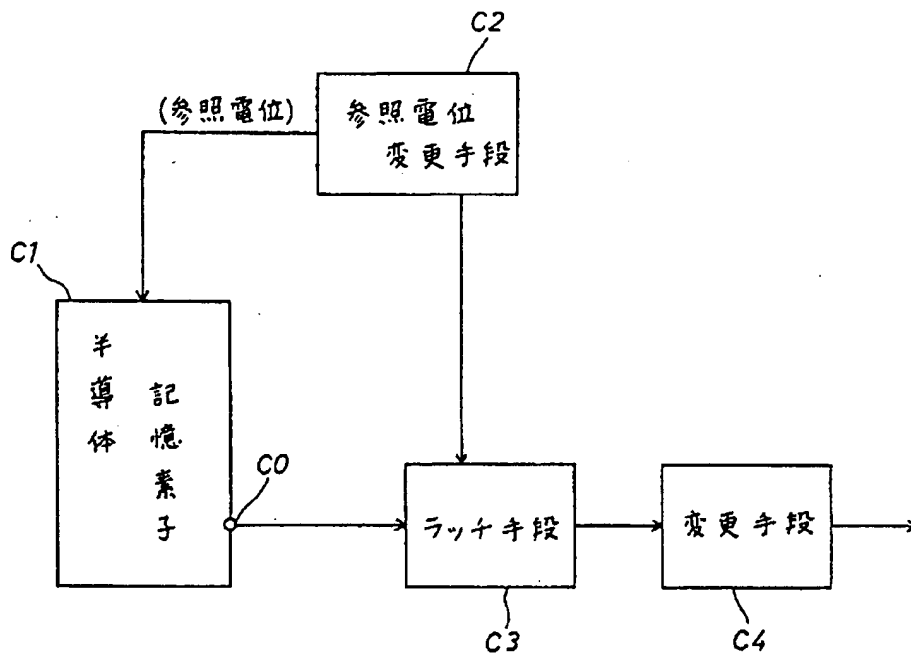 C2
(参照電位)
参照電位
変更手段
C1
半導体
記憶素子
C0
ラッチ手段
変更手段
C3
C4